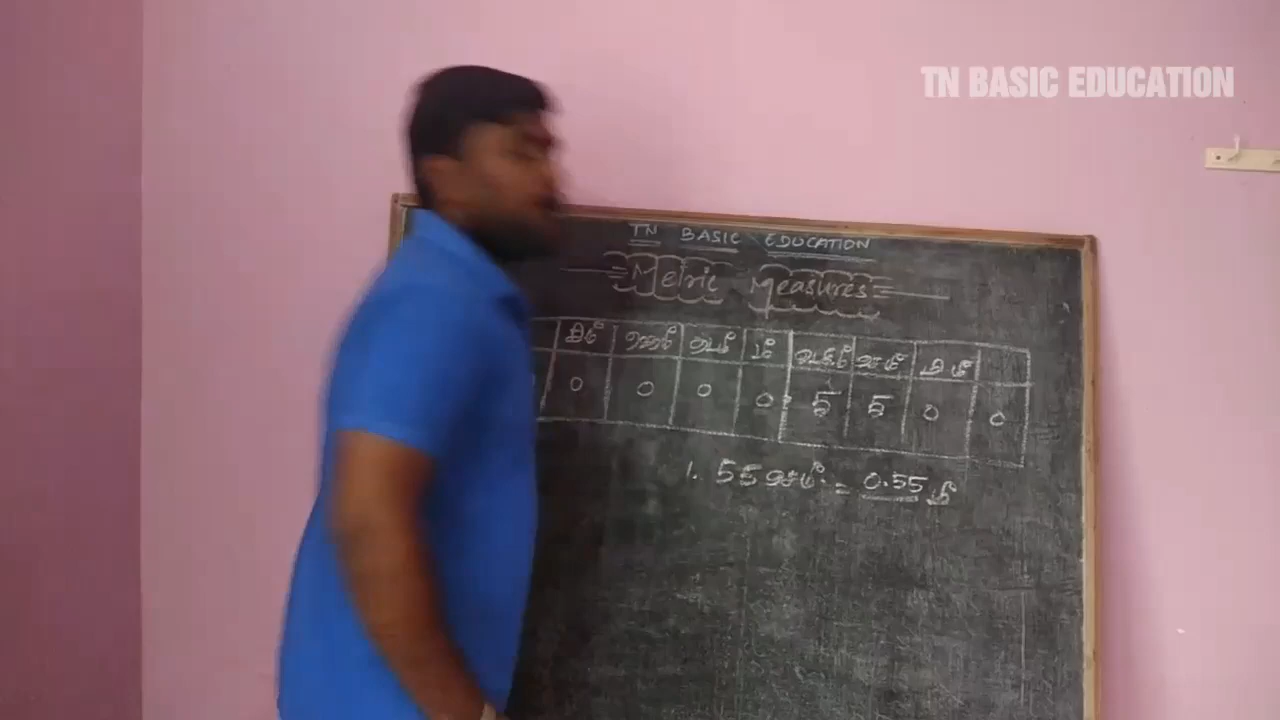 TN BASIC EDUCATION
TN BASIC EDUCATION
Metric Measures
கிமீ மீ செமீ மிமீ
0 0 0 0. 5 5 0 0
1. 55 செமீ. = 0.55 மீ